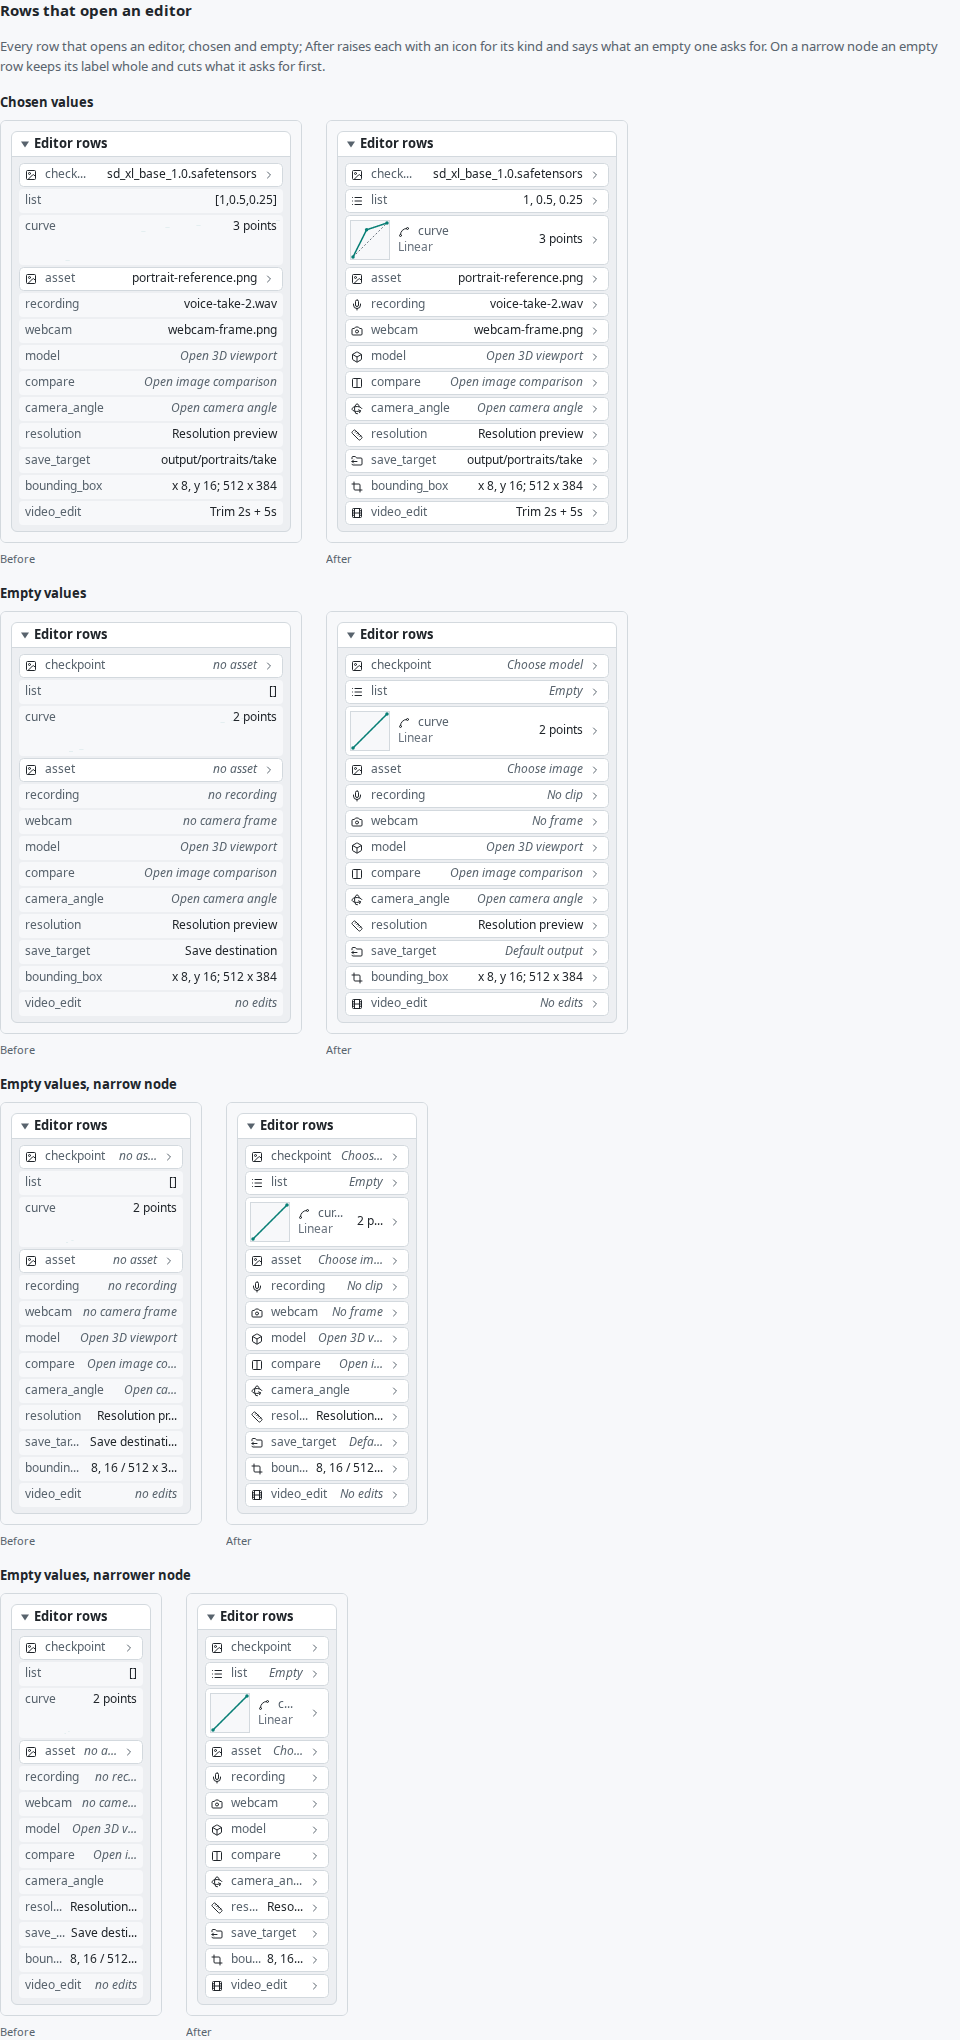 Rows that open an editor
Every row that opens an editor, chosen and empty; After raises each with an icon for its kind and says what an empty one asks for. On a narrow node an empty
row keeps its label whole and cuts what it asks for first.
Chosen values
Editor rows
check... sd_xl_base_1.0.safetensors
list [1,0.5,0.25]
curve 3 points
asset portrait-reference.png
recording voice-take-2.wav
webcam webcam-frame.png
model Open 3D viewport
compare Open image comparison
camera_angle Open camera angle
resolution Resolution preview
save_target output/portraits/take
bounding_box x 8, y 16; 512 x 384
video_edit Trim 2s + 5s
Before
Editor rows
check... sd_xl_base_1.0.safetensors
list 1, 0.5, 0.25
curve
Linear
3 points
asset portrait-reference.png
recording voice-take-2.wav
webcam webcam-frame.png
model Open 3D viewport
compare Open image comparison
camera_angle Open camera angle
resolution Resolution preview
save_target output/portraits/take
bounding_box x 8, y 16; 512 x 384
video_edit Trim 2s + 5s
After
Empty values
Editor rows
checkpoint no asset
list []
curve 2 points
asset no asset
recording no recording
webcam no camera frame
model Open 3D viewport
compare Open image comparison
camera_angle Open camera angle
resolution Resolution preview
save_target Save destination
bounding_box x 8, y 16; 512 x 384
video_edit no edits
Before
Editor rows
checkpoint Choose model
list Empty
curve
Linear
2 points
asset Choose image
recording No clip
webcam No frame
model Open 3D viewport
compare Open image comparison
camera_angle Open camera angle
resolution Resolution preview
save_target Default output
bounding_box x 8, y 16; 512 x 384
video_edit No edits
After
Empty values, narrow node
Editor rows
checkpoint no as...
list []
curve 2 points
asset no asset
recording no recording
webcam no camera frame
model Open 3D viewport
compare Open image co...
camera_angle Open ca...
resolution Resolution pr...
save_tar... Save destinati...
boundin... 8, 16 / 512 x 3...
video_edit no edits
Before
Editor rows
checkpoint Choos...
list Empty
cur...
Linear
2 p...
asset Choose im...
recording No clip
webcam No frame
model Open 3D v...
compare Open i...
camera_angle
resol... Resolution...
save_target Defa...
boun... 8, 16 / 512...
video_edit No edits
After
Empty values, narrower node
Editor rows
checkpoint
list []
curve 2 points
asset no a...
recording no rec...
webcam no came...
model Open 3D v...
compare Open i...
camera_angle
resol... Resolution...
save_... Save desti...
boun... 8, 16 / 512...
video_edit no edits
Before
Editor rows
checkpoint
list Empty
c...
Linear
asset Cho...
recording
webcam
model
compare
camera_an...
res... Reso...
save_target
bou... 8, 16...
video_edit
After